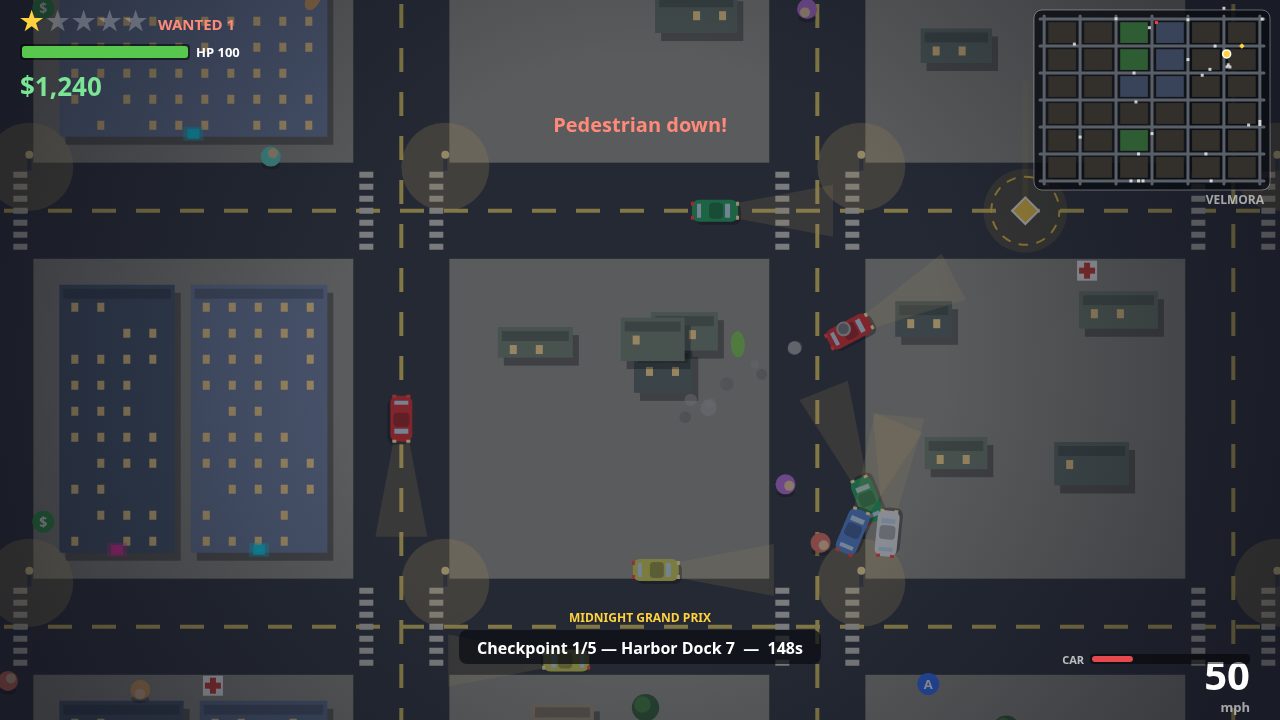 WANTED 1
HP 100
$1,240
Pedestrian down!
VELMORA
$
$
MIDNIGHT GRAND PRIX
Checkpoint 1/5 — Harbor Dock 7 — 148s
CAR
50
mph
A